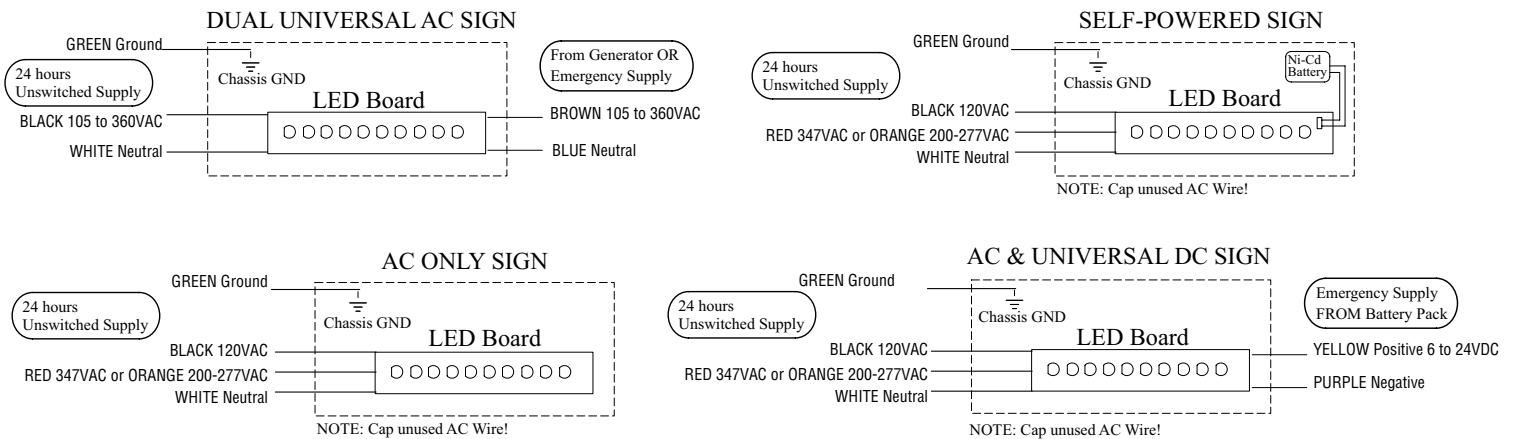 DUAL UNIVERSAL AC SIGN
GREEN Ground
24 hours
Unswitched Supply
Chassis GND
From Generator OR
Emergency Supply
LED Board
BLACK 105 to 360VAC
BROWN 105 to 360VAC
WHITE Neutral
BLUE Neutral
SELF-POWERED SIGN
GREEN Ground
24 hours
Unswitched Supply
Chassis GND
Ni-Cd
Battery
LED Board
BLACK 120VAC
RED 347VAC or ORANGE 200-277VAC
WHITE Neutral
NOTE: Cap unused AC Wire!
AC ONLY SIGN
GREEN Ground
24 hours
Unswitched Supply
Chassis GND
LED Board
BLACK 120VAC
RED 347VAC or ORANGE 200-277VAC
WHITE Neutral
NOTE: Cap unused AC Wire!
AC & UNIVERSAL DC SIGN
GREEN Ground
24 hours
Unswitched Supply
Chassis GND
Emergency Supply
FROM Battery Pack
LED Board
BLACK 120VAC
YELLOW Positive 6 to 24VDC
RED 347VAC or ORANGE 200-277VAC
PURPLE Negative
WHITE Neutral
NOTE: Cap unused AC Wire!